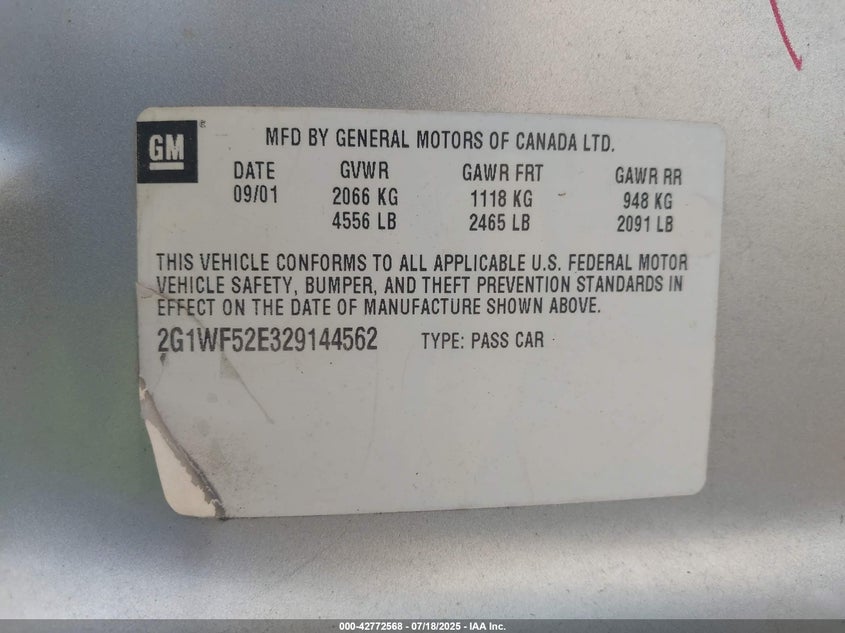 GM
MFD BY GENERAL MOTORS OF CANADA LTD.
DATE GVWR GAWR FRT GAWR RR
09/01 2066 KG 1118 KG 948 KG
4556 LB 2465 LB 2091 LB
THIS VEHICLE CONFORMS TO ALL APPLICABLE U.S. FEDERAL MOTOR
VEHICLE SAFETY, BUMPER, AND THEFT PREVENTION STANDARDS IN
EFFECT ON THE DATE OF MANUFACTURE SHOWN ABOVE.
2G1WF52E329144562 TYPE: PASS CAR
000-42772568 - 07/18/2025 - IAA Inc.